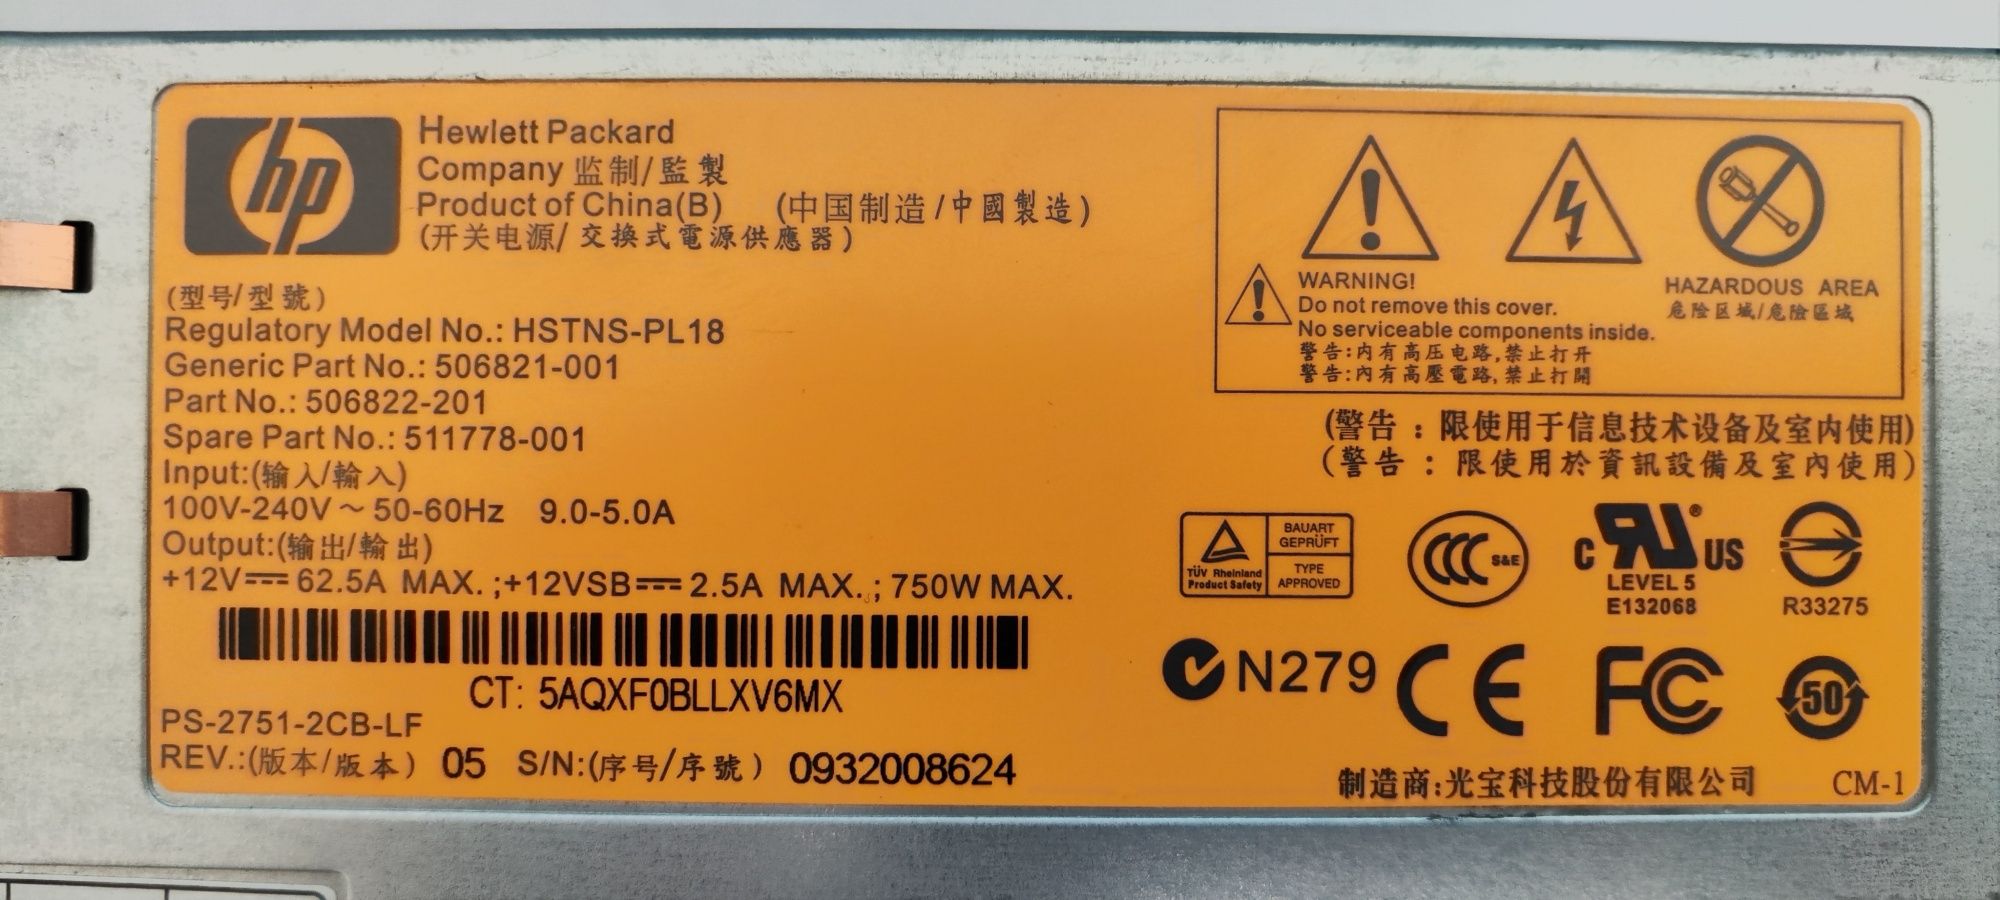 hp
Hewlett Packard
Company 监制/監製
Product of China(B) (中国制造/中國製造)
(开关电源/交換式電源供應器)
(型号/型號)
Regulatory Model No.: HSTNS-PL18
Generic Part No.: 506821-001
Part No.: 506822-201
Spare Part No.: 511778-001
Input:(输入/輸入)
100V-240V ~ 50-60Hz 9.0-5.0A
Output:(输出/輸出)
+12V⎓ 62.5A MAX. ;+12VSB⎓ 2.5A MAX. ; 750W MAX.
CT: 5AQXF0BLLXV6MX
PS-2751-2CB-LF
REV.:(版本/版本) 05 S/N:(序号/序號) 0932008624
WARNING!
Do not remove this cover.
No serviceable components inside.
警告:内有高压电路,禁止打开
警告:內有高壓電路,禁止打開
HAZARDOUS AREA
危险区域/危險區域
(警告：限使用于信息技术设备及室内使用)
(警告：限使用於資訊設備及室內使用)
TÜV Rheinland
Product Safety
BAUART
GEPRÜFT
TYPE
APPROVED
CCC S&E
C RU® US
LEVEL 5
E132068
R33275
N279
CE
FC
50
制造商:光宝科技股份有限公司 CM-1